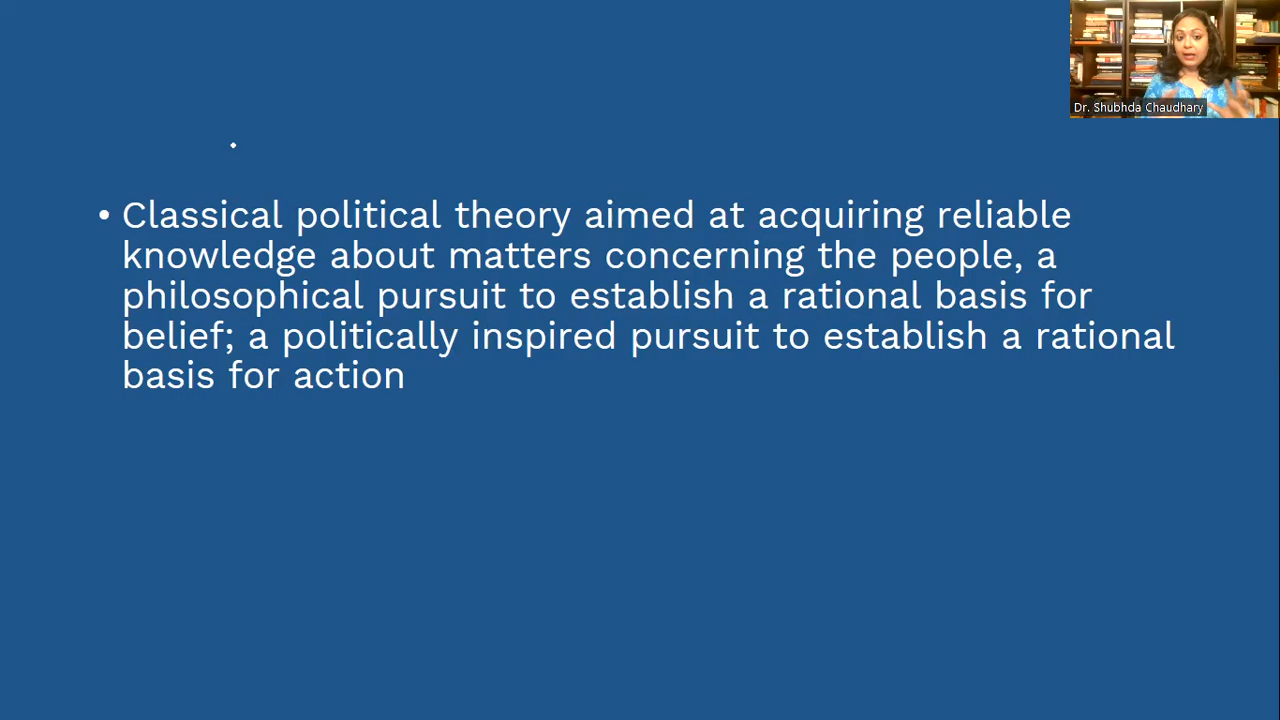 Dr. Shubhda Chaudhary
• Classical political theory aimed at acquiring reliable
knowledge about matters concerning the people, a
philosophical pursuit to establish a rational basis for
belief; a politically inspired pursuit to establish a rational
basis for action